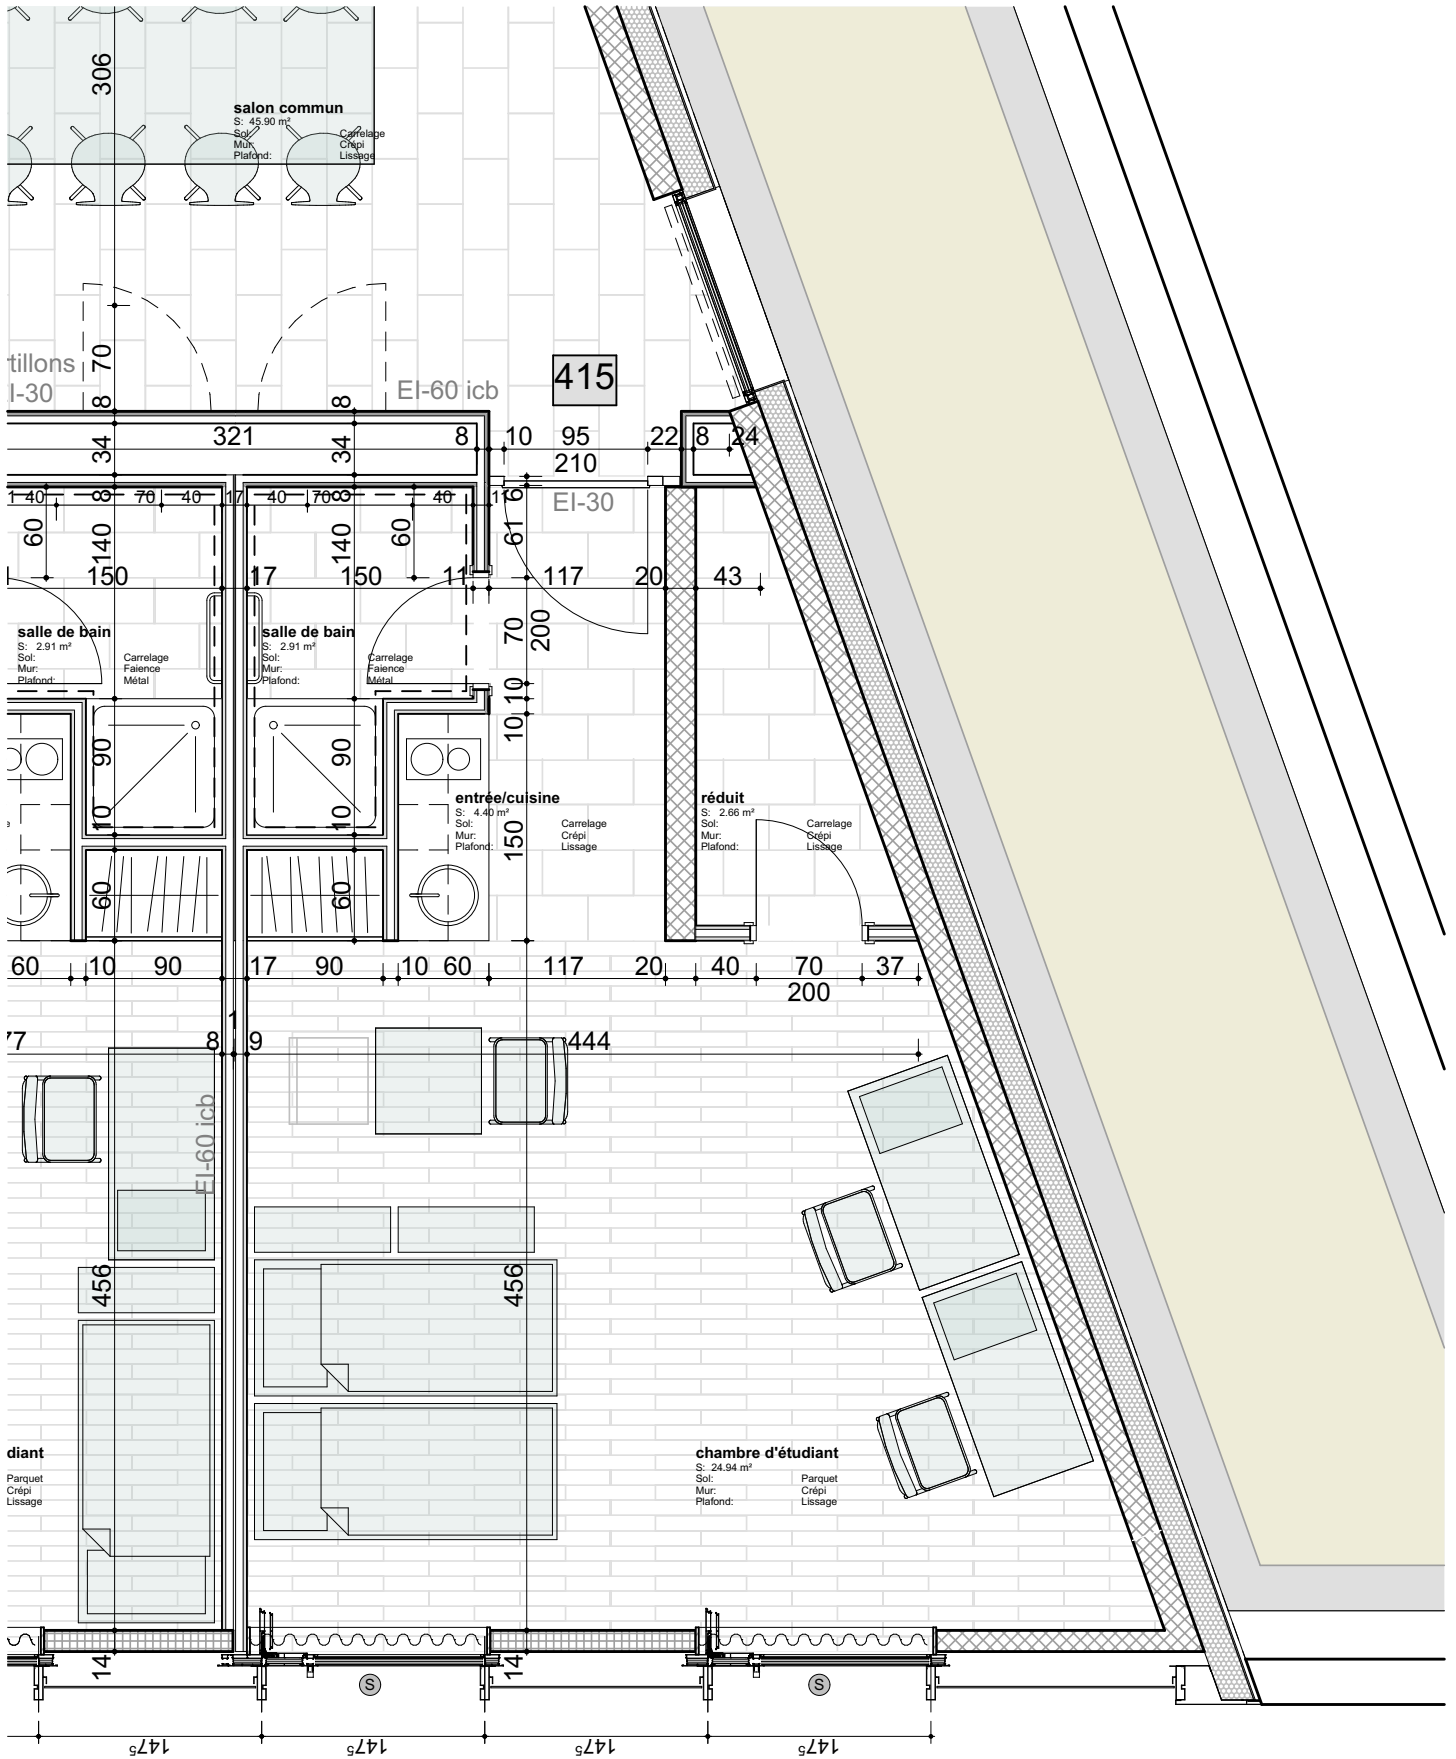 306
salon commun
S: 45.90 m²
Sol: Carrelage
Mur: Crépi
Plafond: Lissage
tillons
I-30
70
EI-60 icb
415
8
8
34
321
34
8
10
95
22
8
24
210
EI-30
40
70
40
17
40
70
40
8
8
6
11
60
140
140
60
61
150
17
150
11
117
20
43
70
200
salle de bain
S: 2.91 m²
Sol: Carrelage
Mur: Faience
Plafond: Métal
salle de bain
S: 2.91 m²
Sol: Carrelage
Mur: Faience
Plafond: Métal
10
10
90
90
10
10
entrée/cuisine
S: 4.40 m²
Sol: Carrelage
Mur: Crépi
Plafond: Lissage
150
réduit
S: 2.66 m²
Sol: Carrelage
Mur: Crépi
Plafond: Lissage
60
60
60
10
90
17
90
10
60
117
20
40
70
37
200
77
8
1
9
444
EI-60 icb
456
456
diant
Parquet
Crépi
Lissage
chambre d'étudiant
S: 24.94 m²
Sol: Parquet
Mur: Crépi
Plafond: Lissage
14
14
S
S
1475
1475
1475
1475